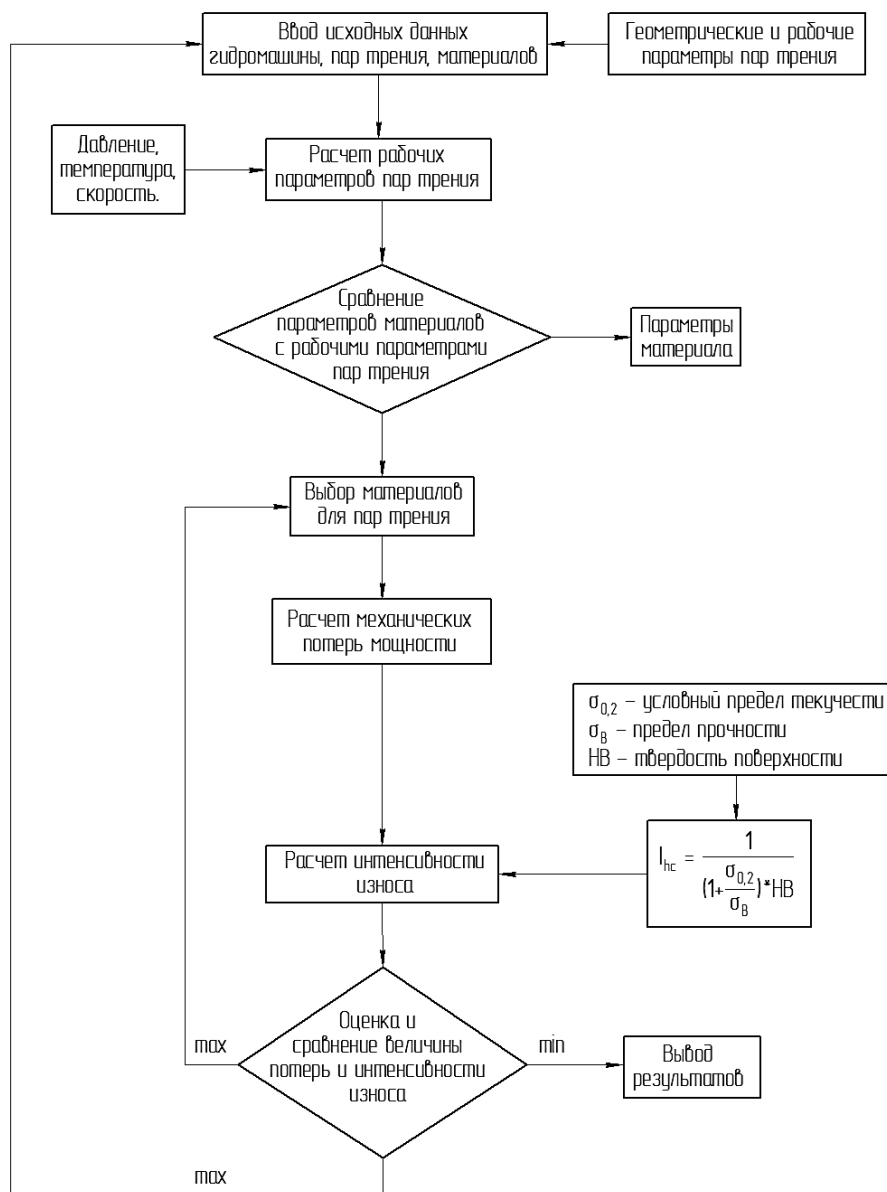 Ввод исходных данных
гидромашины, пар трения, материалов
Геометрические и рабочие
параметры пар трения
Давление,
температура,
скорость.
Расчет рабочих
параметров пар трения
Сравнение
параметров материалов
с рабочими параметрами
пар трения
Параметры
материала
Выбор материалов
для пар трения
Расчет механических
потерь мощности
σ0,2 – условный предел текучести
σВ – предел прочности
НВ – твердость поверхности
Расчет интенсивности
износа
Ihc = 1 / ((1+σ0,2/σВ)*НВ)
Оценка и
сравнение величины
потерь и интенсивности
износа
max
min
Вывод
результатов
max